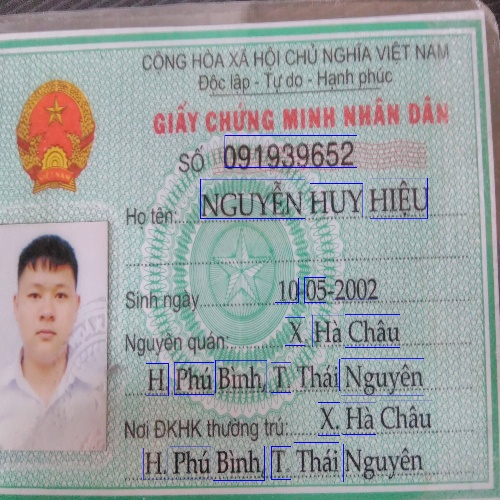 CỘNG HÒA XÃ HỘI CHỦ NGHĨA VIỆT NAM
Độc lập - Tự do - Hạnh phúc
GIẤY CHỨNG MINH NHÂN DÂN
SỐ 091939652
Họ tên: NGUYỄN HUY HIỆU
Sinh ngày 10-05-2002
Nguyên quán: X. Hà Châu
H. Phú Bình, T. Thái Nguyên
Nơi ĐKHK thường trú: X. Hà Châu
H. Phú Bình, T. Thái Nguyên